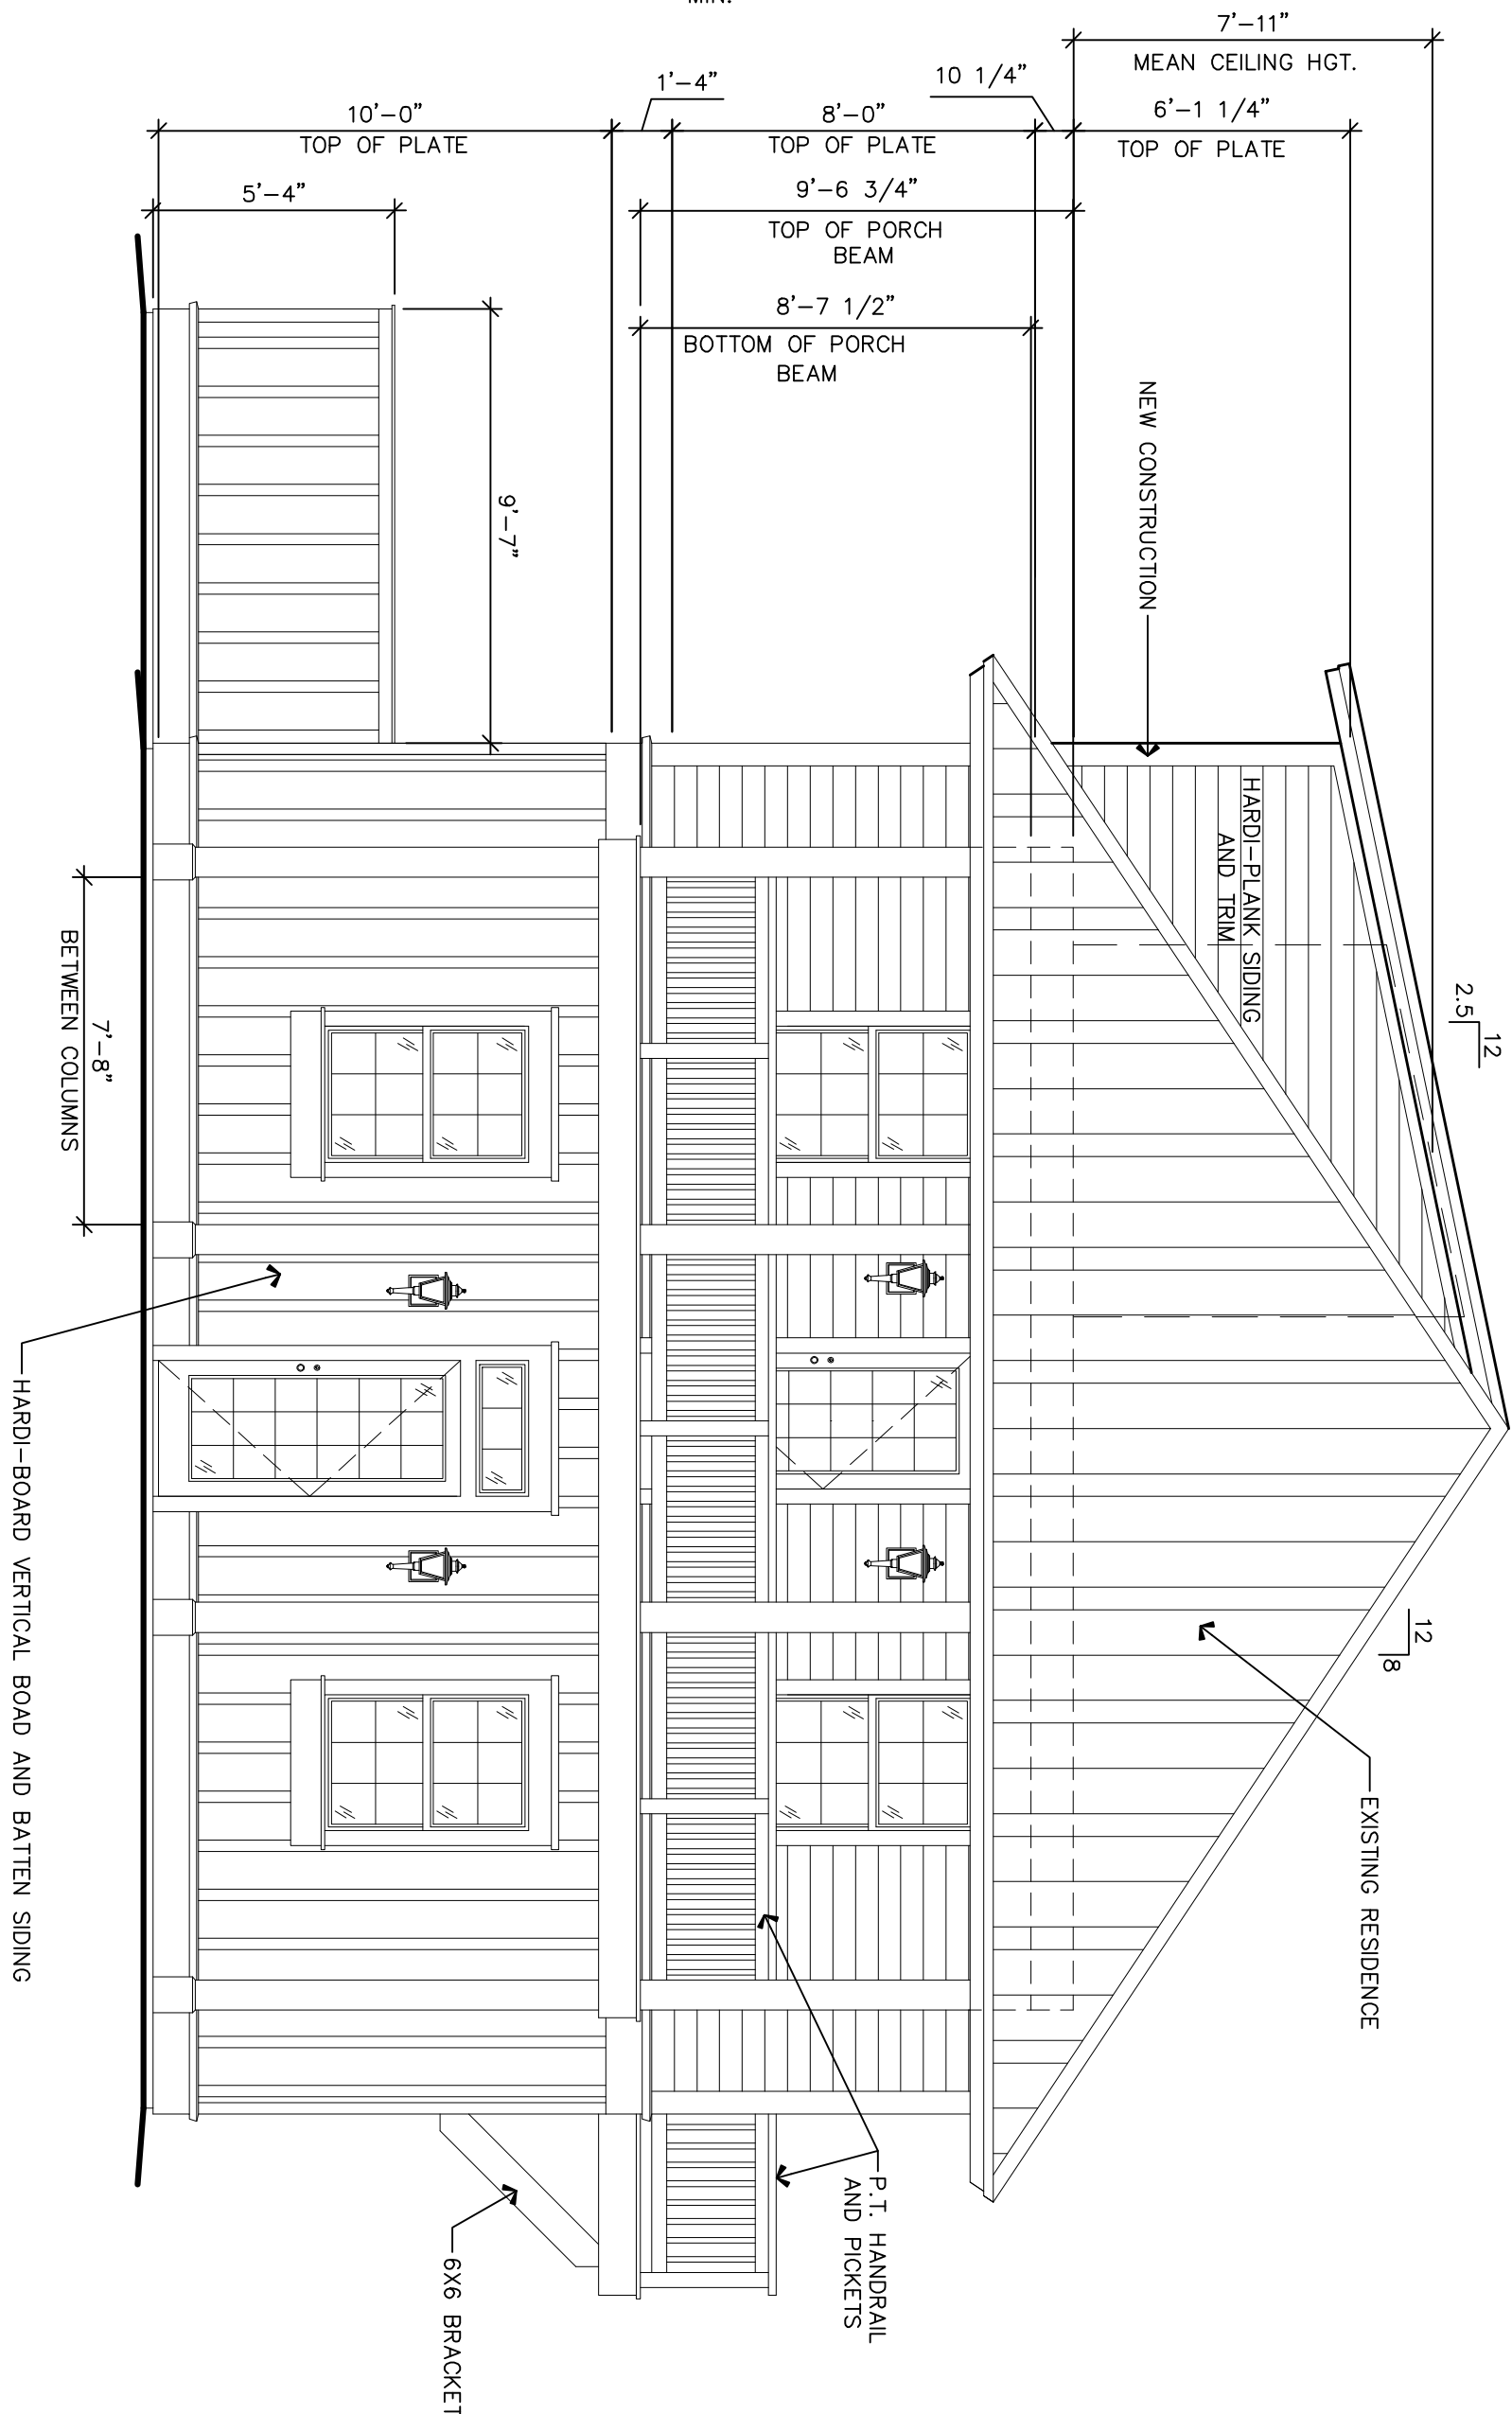 MIN.
7'-11"
MEAN CEILING HGT.
1'-4"
10 1/4"
10'-0"
TOP OF PLATE
8'-0"
TOP OF PLATE
6'-1 1/4"
TOP OF PLATE
5'-4"
9'-6 3/4"
TOP OF PORCH
BEAM
8'-7 1/2"
BOTTOM OF PORCH
BEAM
NEW CONSTRUCTION
9'-7"
HARDI-PLANK SIDING
AND TRIM
12
2.5
7'-8"
BETWEEN COLUMNS
12
8
EXISTING RESIDENCE
HARDI-BOARD VERTICAL BOAD AND BATTEN SIDING
P.T. HANDRAIL
AND PICKETS
6X6 BRACKET